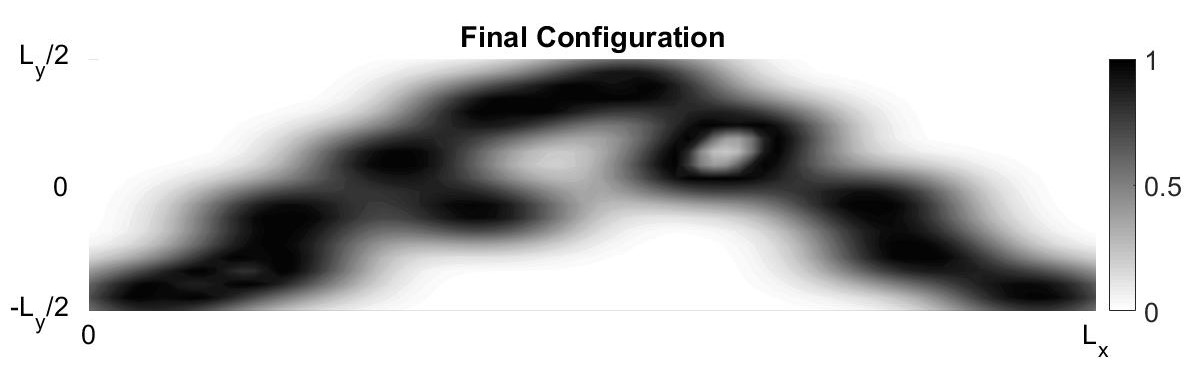 Final Configuration
L_y/2
0
-L_y/2
0
L_x
1
0.5
0